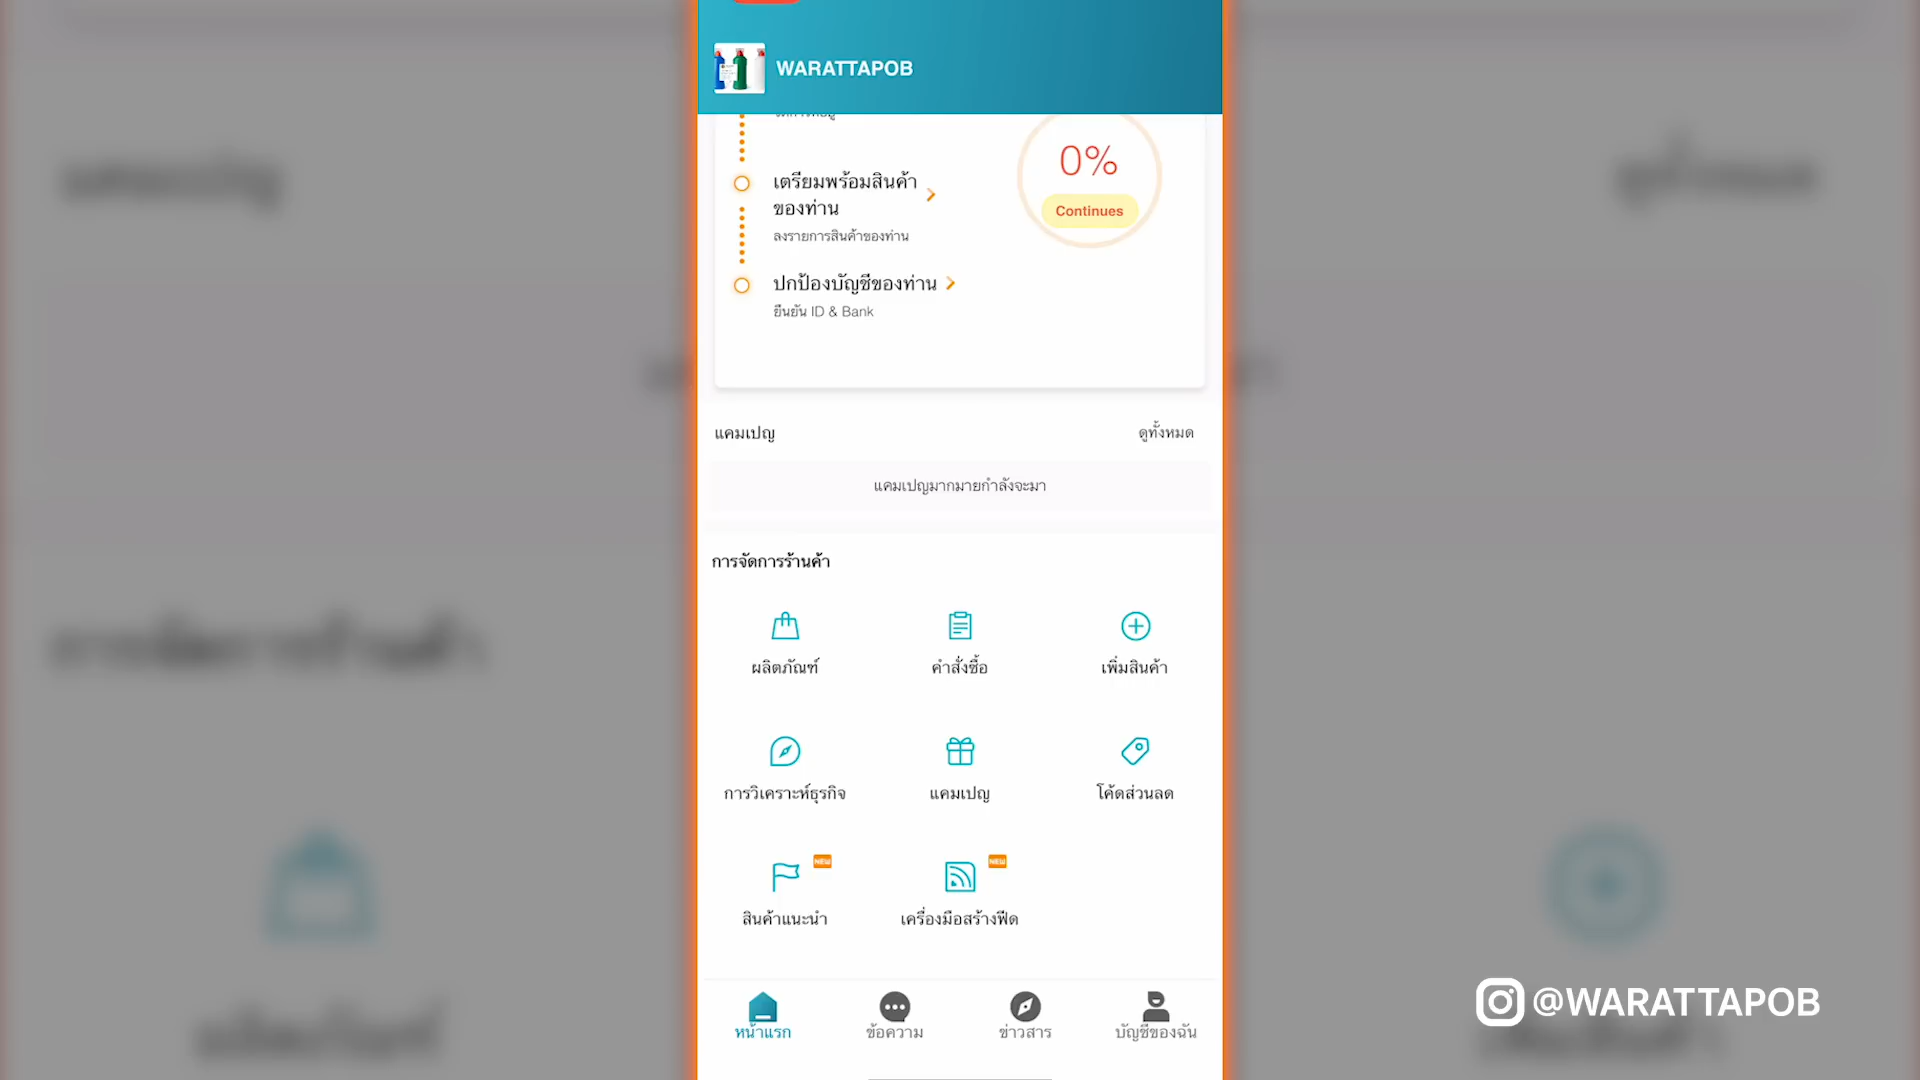 WARATTAPOB
0%
Continues
เตรียมพร้อมสินค้า
ของท่าน
ลงรายการสินค้าของท่าน
ปกป้องบัญชีของท่าน
ยืนยัน ID & Bank
แคมเปญ
ดูทั้งหมด
แคมเปญมากมายกำลังจะมา
การจัดการร้านค้า
ผลิตภัณฑ์
คำสั่งซื้อ
เพิ่มสินค้า
การวิเคราะห์ธุรกิจ
แคมเปญ
โค้ดส่วนลด
NEW
NEW
สินค้าแนะนำ
เครื่องมือสร้างฟีด
หน้าแรก
ข้อความ
ข่าวสาร
บัญชีของฉัน
@WARATTAPOB